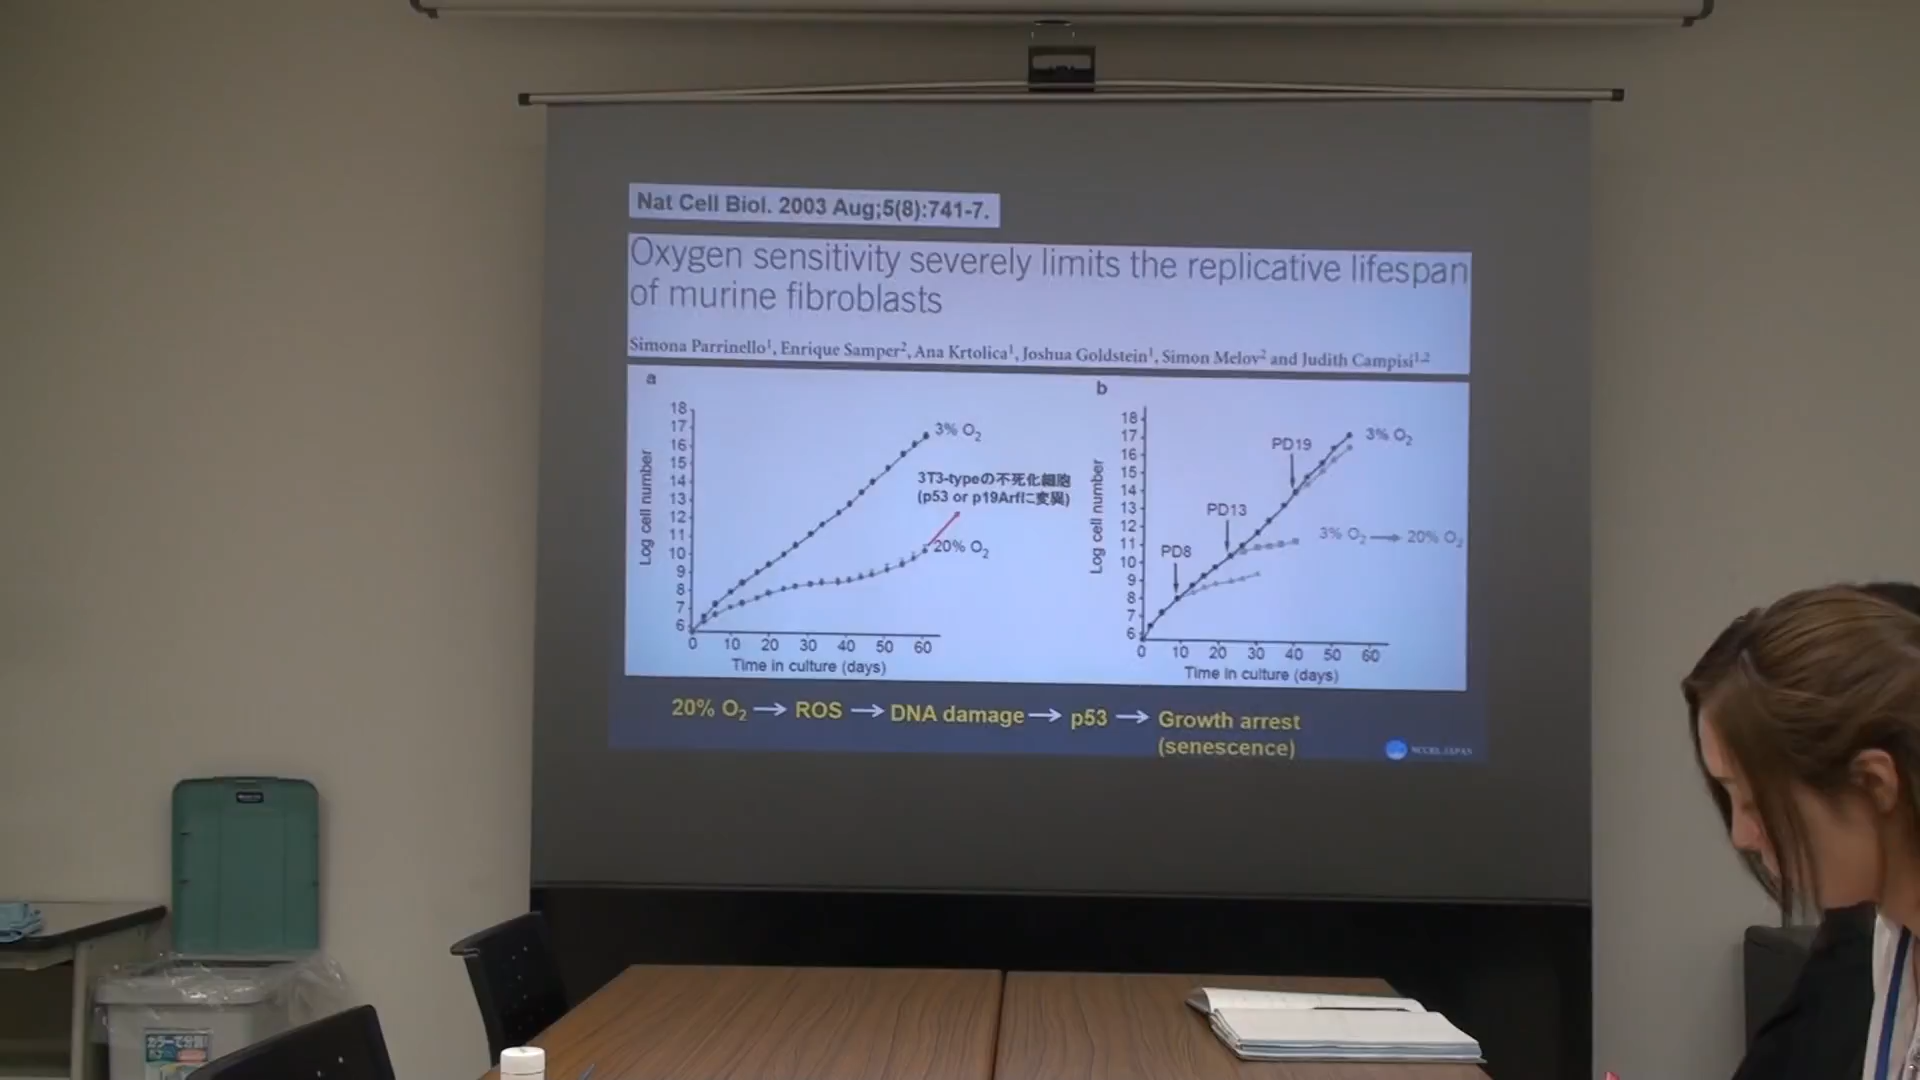 Nat Cell Biol. 2003 Aug;5(8):741-7.
Oxygen sensitivity severely limits the replicative lifespan
of murine fibroblasts
Simona Parrinello¹, Enrique Samper², Ana Krtolica¹, Joshua Goldstein¹, Simon Melov² and Judith Campisi¹,²
a
Log cell number
18
17
16
15
14
13
12
11
10
9
8
7
6
3% O₂
3T3-typeの不死化細胞
(p53 or p19Arfに変異)
20% O₂
0 10 20 30 40 50 60
Time in culture (days)
b
Log cell number
18
17
16
15
14
13
12
11
10
9
8
7
6
PD19
3% O₂
PD13
3% O₂ → 20% O₂
PD8
0 10 20 30 40 50 60
Time in culture (days)
20% O₂ → ROS → DNA damage → p53 → Growth arrest
(senescence)
カラーで分別